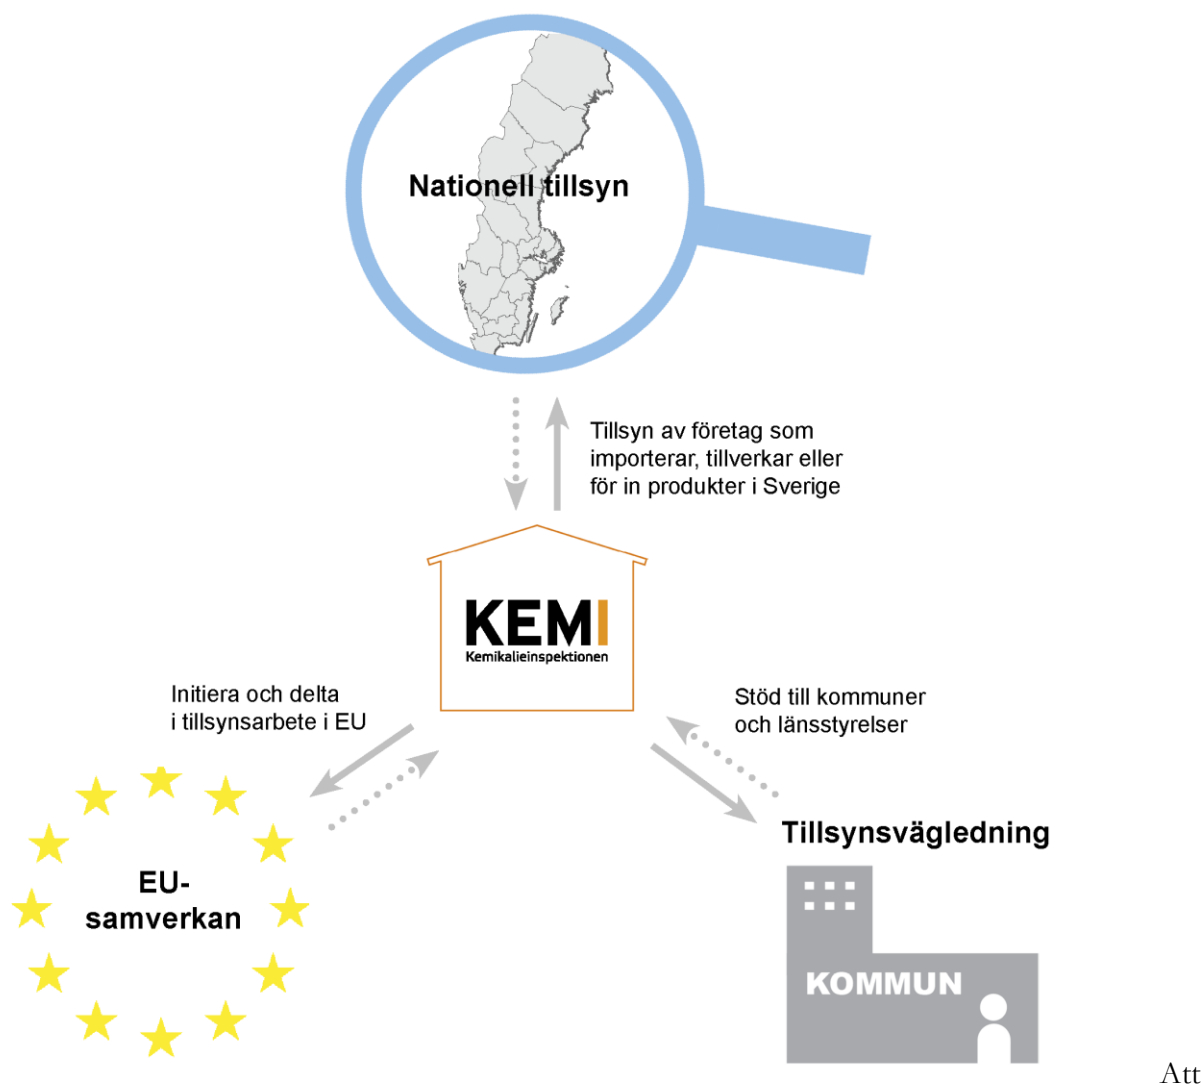 Nationell tillsyn
Tillsyn av företag som
importerar, tillverkar eller
för in produkter i Sverige
KEMI
Kemikalieinspektionen
Initiera och delta
i tillsynsarbete i EU
Stöd till kommuner
och länsstyrelser
EU-
samverkan
Tillsynsvägledning
KOMMUN
Att